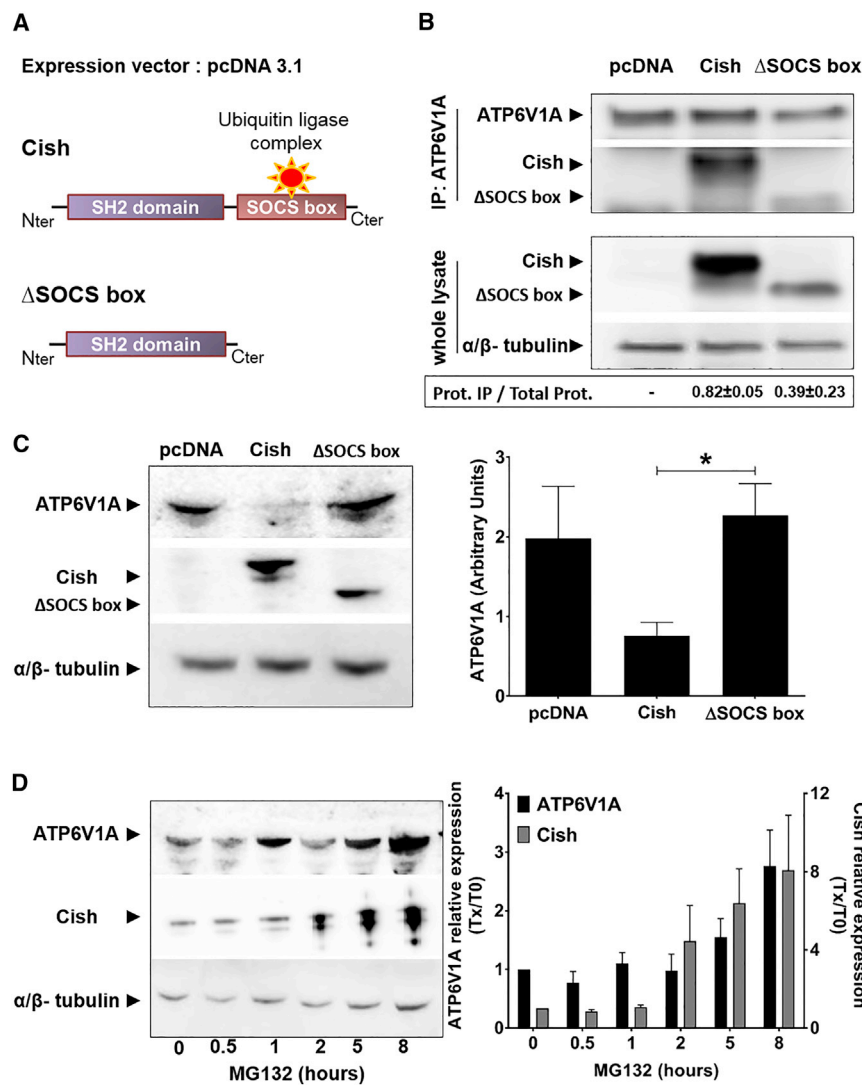 A
Expression vector : pcDNA 3.1
Cish
Ubiquitin ligase
complex
SH2 domain
SOCS box
Nter
Cter
ΔSOCS box
SH2 domain
Nter
Cter
B
pcDNA Cish ΔSOCS box
IP: ATP6V1A
ATP6V1A
Cish
ΔSOCS box
whole lysate
Cish
ΔSOCS box
α/β- tubulin
Prot. IP / Total Prot. - 0.82±0.05 0.39±0.23
C
pcDNA Cish ΔSOCS box
ATP6V1A
Cish
ΔSOCS box
α/β- tubulin
ATP6V1A (Arbitrary Units)
3
2
1
0
*
pcDNA Cish ΔSOCS box
D
ATP6V1A
Cish
α/β- tubulin
0 0.5 1 2 5 8
MG132 (hours)
ATP6V1A relative expression
(Tx/T0)
4
3
2
1
0
ATP6V1A
Cish
12
8
4
0
Cish relative expression
(Tx/T0)
0 0.5 1 2 5 8
MG132 (hours)